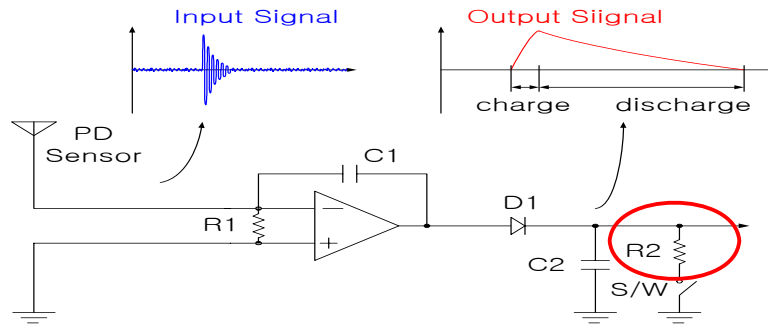 Input Signal
Output Siignal
charge
discharge
PD
Sensor
C1
R1
D1
C2
R2
S/W